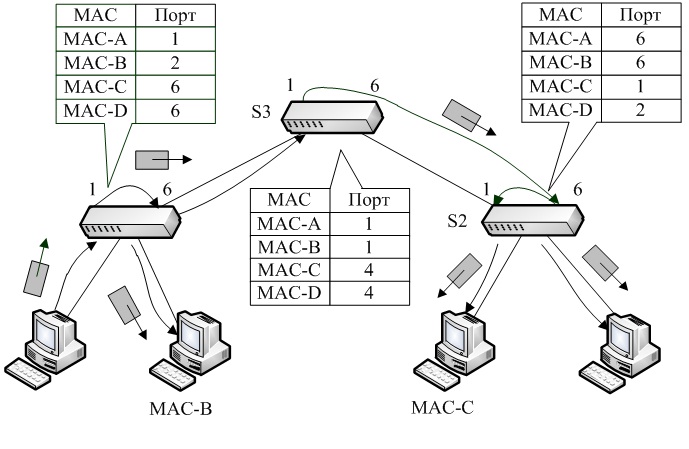 MAC Порт
MAC-A 1
MAC-B 2
MAC-C 6
MAC-D 6
MAC Порт
MAC-A 6
MAC-B 6
MAC-C 1
MAC-D 2
1 6
S3
1 6
MAC Порт
MAC-A 1
MAC-B 1
MAC-C 4
MAC-D 4
1 6
S2
MAC-B
MAC-C